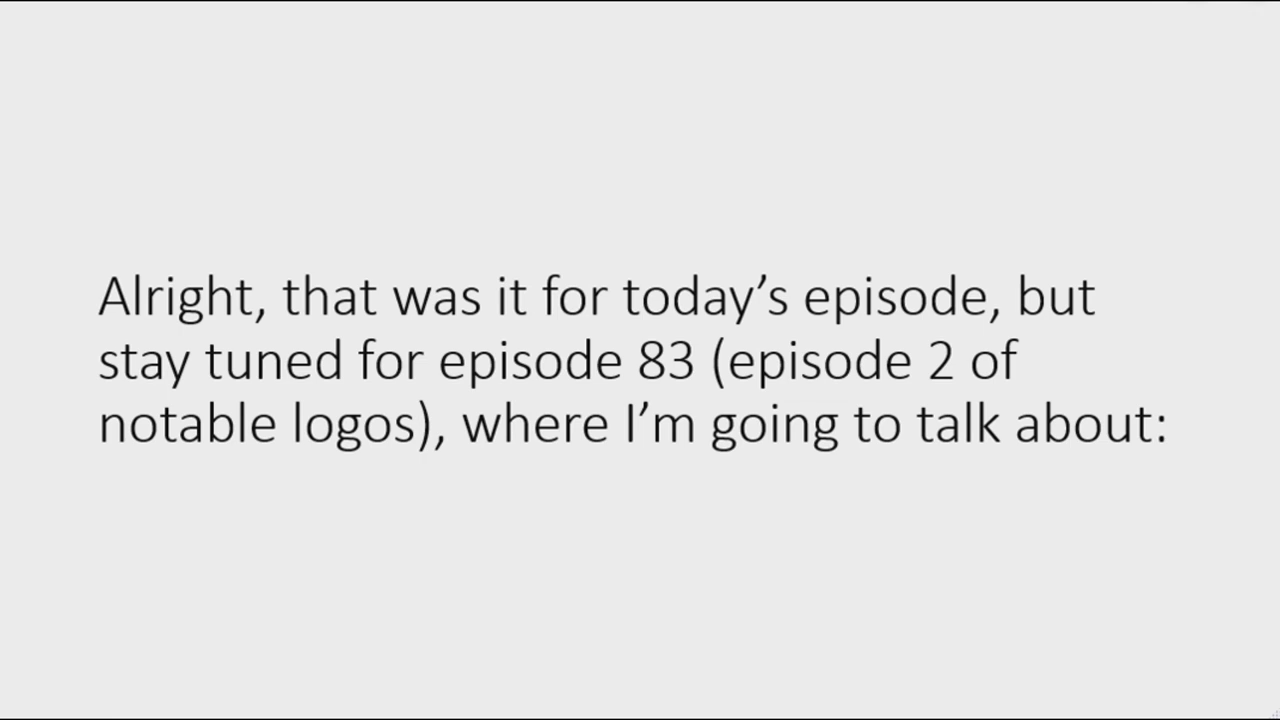 Alright, that was it for today’s episode, but
stay tuned for episode 83 (episode 2 of
notable logos), where I’m going to talk about: